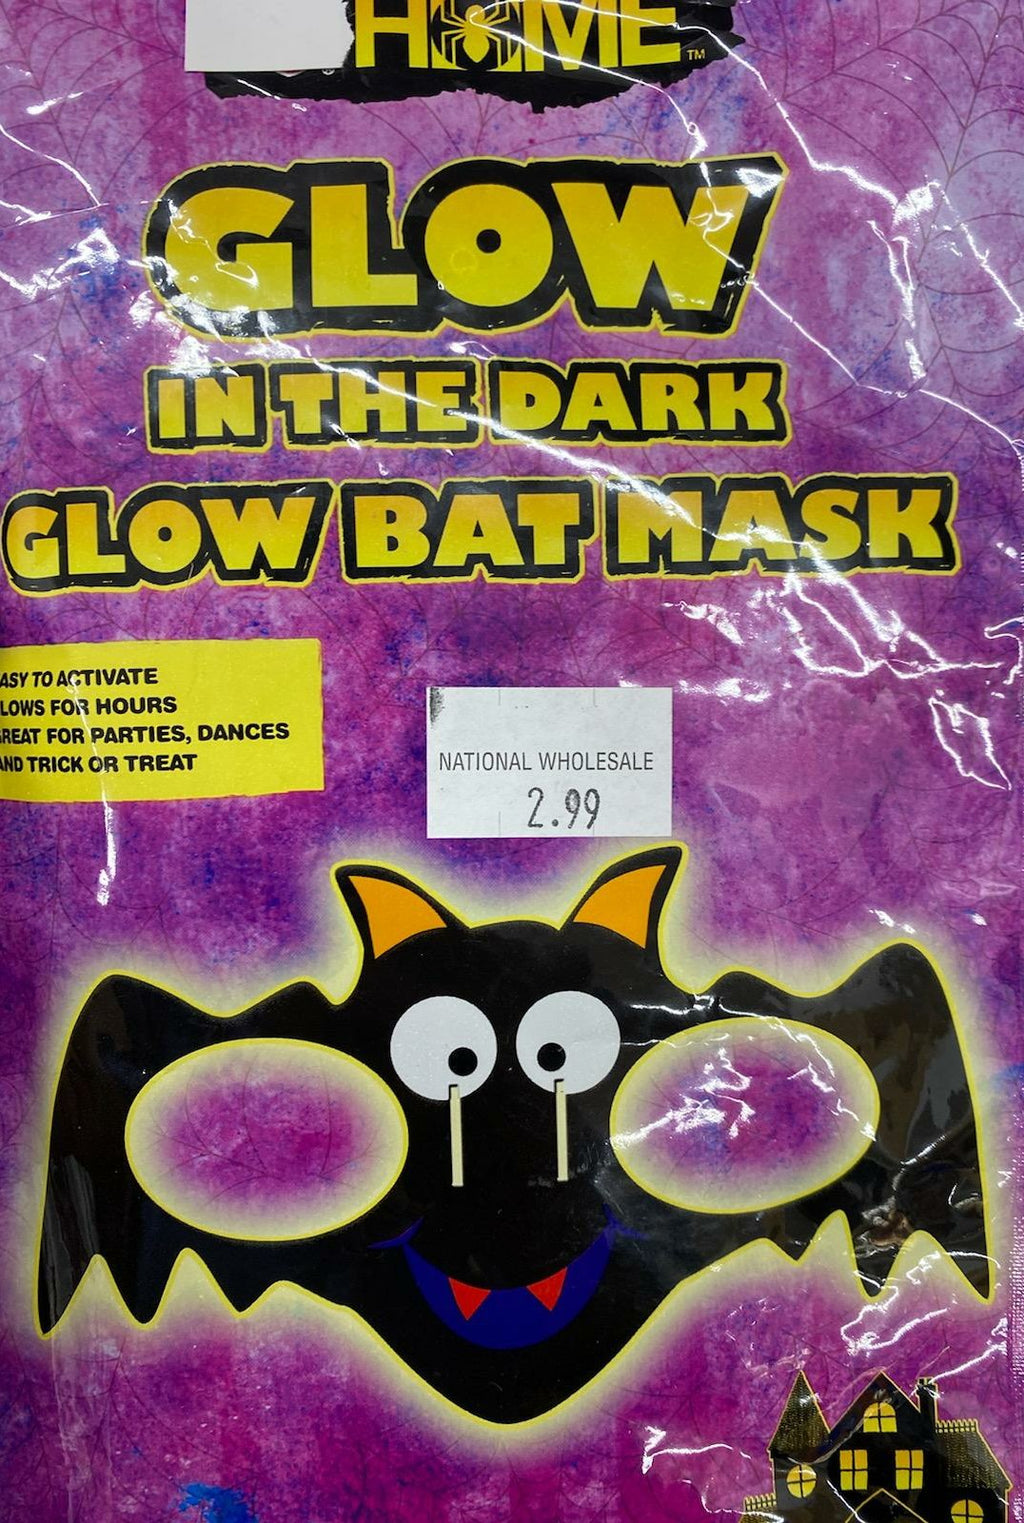 HOME TM
GLOW
IN THE DARK
GLOW BAT MASK
ASY TO ACTIVATE
LOWS FOR HOURS
REAT FOR PARTIES, DANCES
AND TRICK OR TREAT
NATIONAL WHOLESALE
2.99